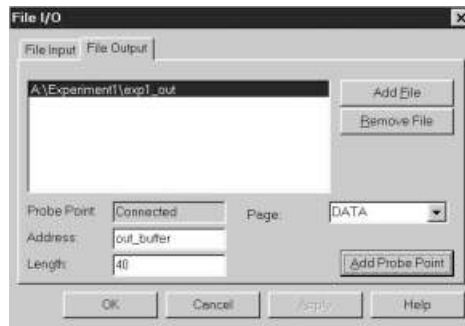 File I/O
File Input File Output
A:\Experiment1\exp1_out
Add File
Remove File
Probe Point: Connected
Page: DATA
Address: out_buffer
Length: 40
Add Probe Point
OK Cancel Apply Help